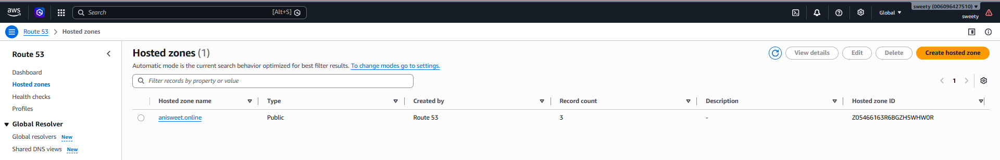 aws
Search
[Alt+S]
Global
sweety (006096427510)
sweety
Route 53
Hosted zones
Route 53
Dashboard
Hosted zones
Health checks
Profiles
Global Resolver
Global resolvers New
Shared DNS views New
Hosted zones (1)
View details
Edit
Delete
Create hosted zone
Automatic mode is the current search behavior optimized for best filter results. To change modes go to settings.
Filter records by property or value
1
Hosted zone name Type Created by Record count Description Hosted zone ID
anisweet.online Public Route 53 3 - Z05466163R6BGZH5WHW0R